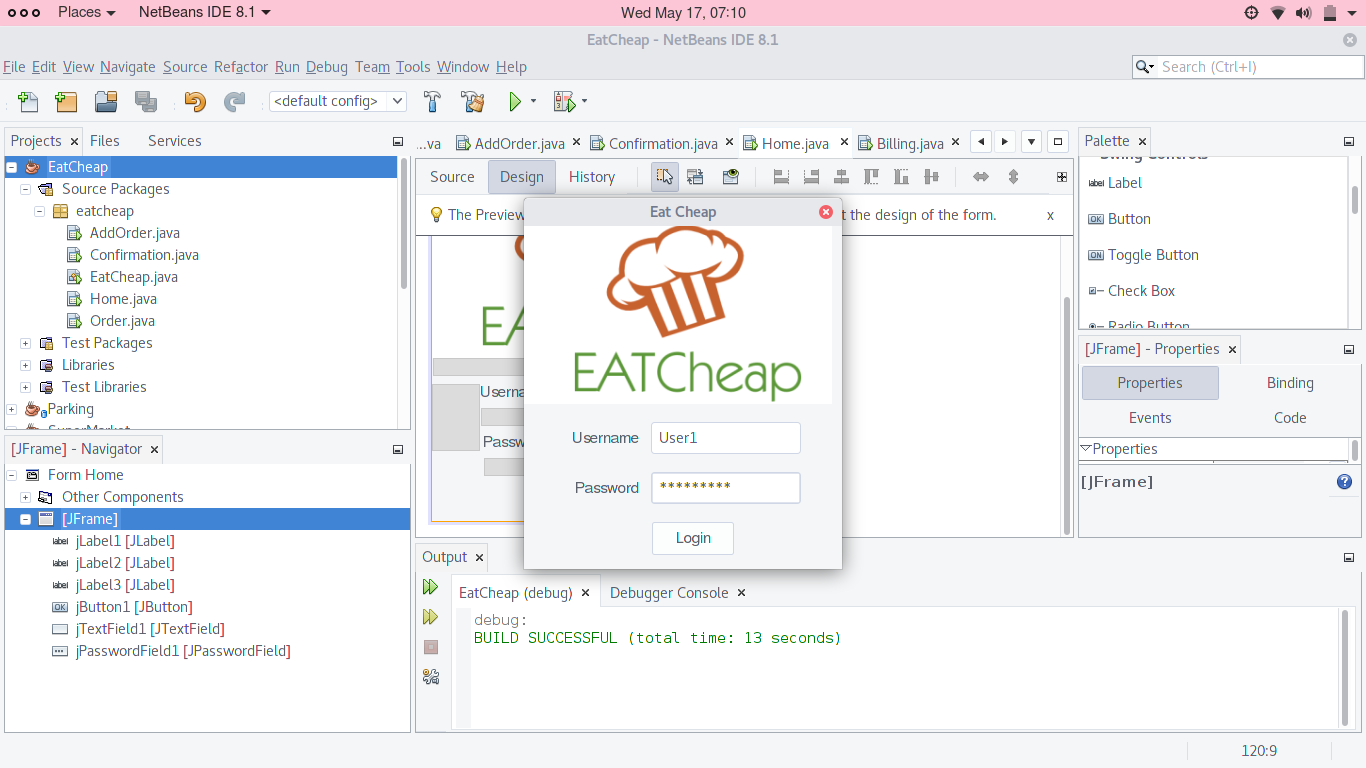 Places
NetBeans IDE 8.1
Wed May 17, 07:10
EatCheap - NetBeans IDE 8.1
File Edit View Navigate Source Refactor Run Debug Team Tools Window Help
Search (Ctrl+I)
<default config>
Projects
Files
Services
EatCheap
Source Packages
eatcheap
AddOrder.java
Confirmation.java
EatCheap.java
Home.java
Order.java
Test Packages
Libraries
Test Libraries
Parking
SuperMarket
[JFrame] - Navigator
Form Home
Other Components
[JFrame]
jLabel1 [JLabel]
jLabel2 [JLabel]
jLabel3 [JLabel]
jButton1 [JButton]
jTextField1 [JTextField]
jPasswordField1 [JPasswordField]
...va
AddOrder.java
Confirmation.java
Home.java
Billing.java
Source
Design
History
The Preview
t the design of the form.
x
EA
Userna
Passw
Eat Cheap
EATCheap
Username
User1
Password
*********
Login
Output
EatCheap (debug)
Debugger Console
debug:
BUILD SUCCESSFUL (total time: 13 seconds)
Palette
Swing Controls
Label
Button
Toggle Button
Check Box
Radio Button
[JFrame] - Properties
Properties
Binding
Events
Code
Properties
[JFrame]
120:9